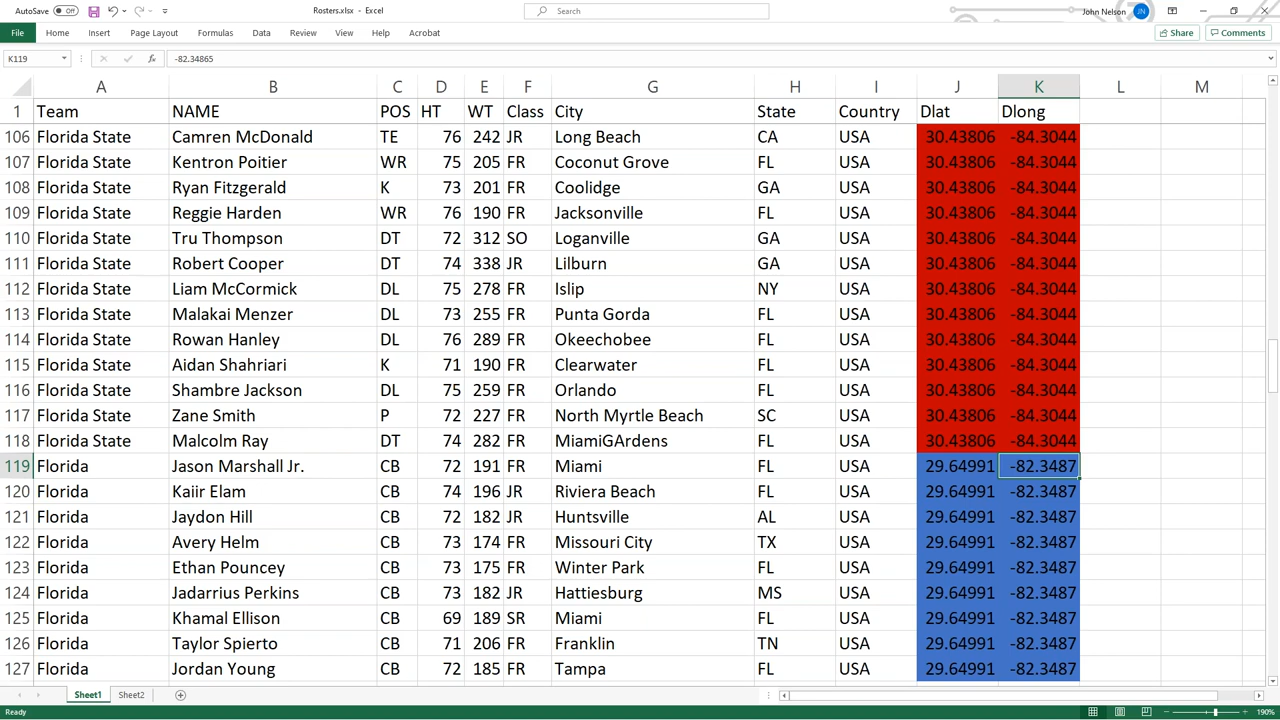 AutoSave Off Rosters.xlsx - Excel Search John Nelson JN
File Home Insert Page Layout Formulas Data Review View Help Acrobat Share Comments
K119 fx -82.34865
A B C D E F G H I J K L M
1 Team NAME POS HT WT Class City State Country Dlat Dlong
106 Florida State Camren McDonald TE 76 242 JR Long Beach CA USA 30.43806 -84.3044
107 Florida State Kentron Poitier WR 75 205 FR Coconut Grove FL USA 30.43806 -84.3044
108 Florida State Ryan Fitzgerald K 73 201 FR Coolidge GA USA 30.43806 -84.3044
109 Florida State Reggie Harden WR 76 190 FR Jacksonville FL USA 30.43806 -84.3044
110 Florida State Tru Thompson DT 72 312 SO Loganville GA USA 30.43806 -84.3044
111 Florida State Robert Cooper DT 74 338 JR Lilburn GA USA 30.43806 -84.3044
112 Florida State Liam McCormick DL 75 278 FR Islip NY USA 30.43806 -84.3044
113 Florida State Malakai Menzer DL 73 255 FR Punta Gorda FL USA 30.43806 -84.3044
114 Florida State Rowan Hanley DL 76 289 FR Okeechobee FL USA 30.43806 -84.3044
115 Florida State Aidan Shahriari K 71 190 FR Clearwater FL USA 30.43806 -84.3044
116 Florida State Shambre Jackson DL 75 259 FR Orlando FL USA 30.43806 -84.3044
117 Florida State Zane Smith P 72 227 FR North Myrtle Beach SC USA 30.43806 -84.3044
118 Florida State Malcolm Ray DT 74 282 FR MiamiGArdens FL USA 30.43806 -84.3044
119 Florida Jason Marshall Jr. CB 72 191 FR Miami FL USA 29.64991 -82.3487
120 Florida Kaiir Elam CB 74 196 JR Riviera Beach FL USA 29.64991 -82.3487
121 Florida Jaydon Hill CB 72 182 JR Huntsville AL USA 29.64991 -82.3487
122 Florida Avery Helm CB 73 174 FR Missouri City TX USA 29.64991 -82.3487
123 Florida Ethan Pouncey CB 73 175 FR Winter Park FL USA 29.64991 -82.3487
124 Florida Jadarrius Perkins CB 73 182 JR Hattiesburg MS USA 29.64991 -82.3487
125 Florida Khamal Ellison CB 69 189 SR Miami FL USA 29.64991 -82.3487
126 Florida Taylor Spierto CB 71 206 FR Franklin TN USA 29.64991 -82.3487
127 Florida Jordan Young CB 72 185 FR Tampa FL USA 29.64991 -82.3487
Sheet1 Sheet2
Ready 190%